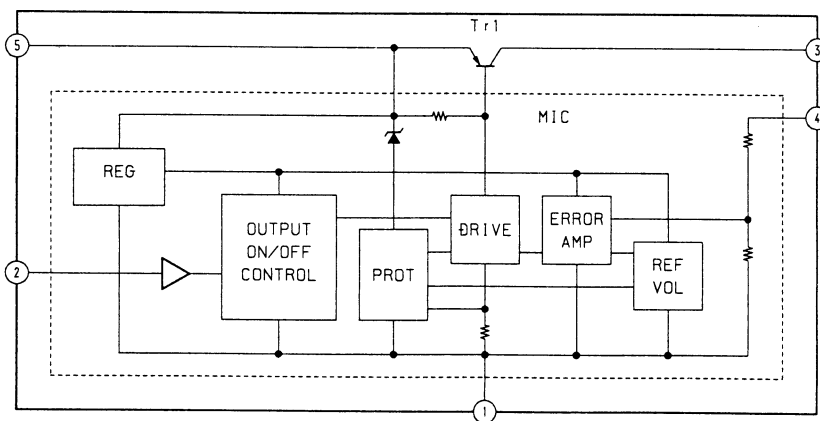 Tr1
5
3
4
MIC
REG
OUTPUT
ON/OFF
CONTROL
DRIVE
ERROR
AMP
2
PROT
REF
VOL
1